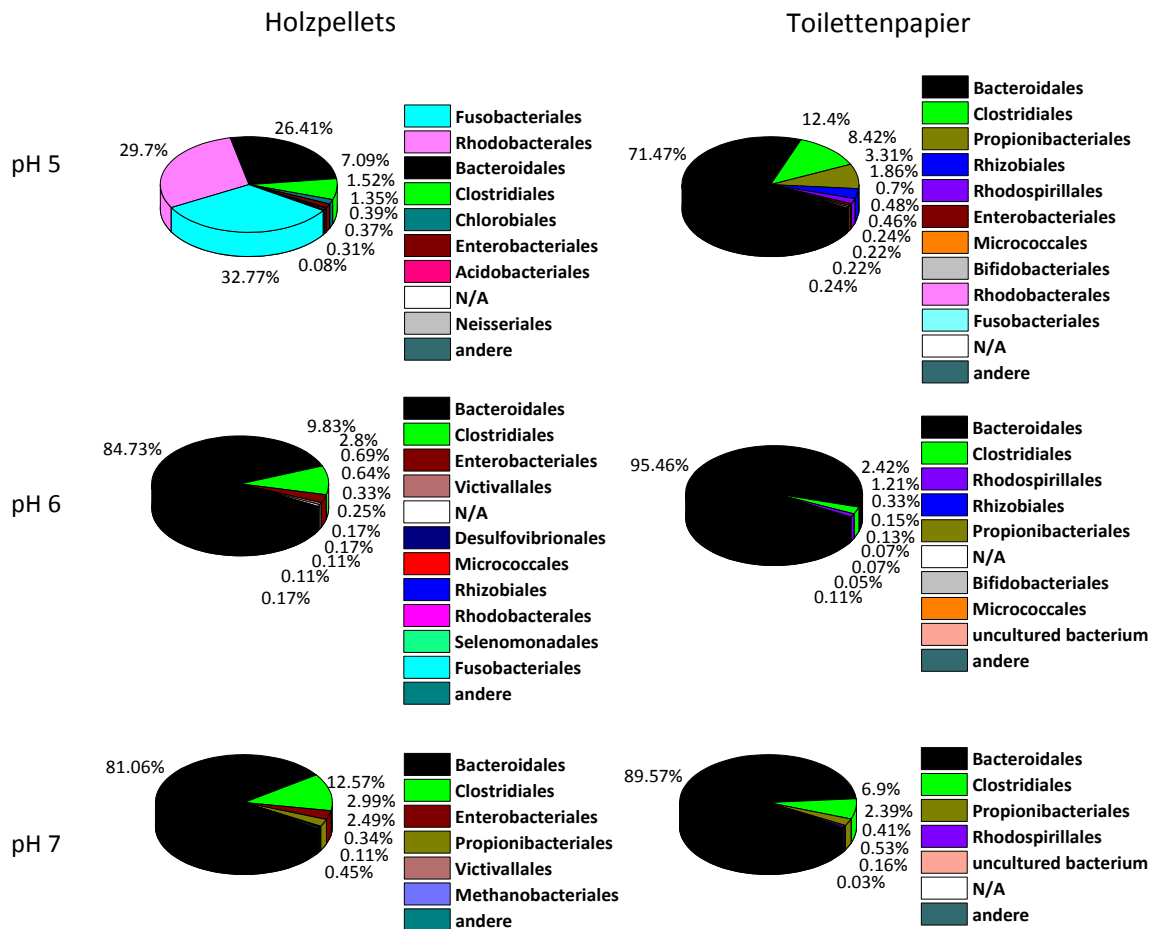 Holzpellets
Toilettenpapier
pH 5
29.7%
26.41%
7.09%
1.52%
1.35%
0.39%
0.37%
0.31%
0.08%
32.77%
Fusobacteriales
Rhodobacterales
Bacteroidales
Clostridiales
Chlorobiales
Enterobacteriales
Acidobacteriales
N/A
Neisseriales
andere
71.47%
12.4%
8.42%
3.31%
1.86%
0.7%
0.48%
0.46%
0.24%
0.22%
0.22%
0.24%
Bacteroidales
Clostridiales
Propionibacteriales
Rhizobiales
Rhodospirillales
Enterobacteriales
Micrococcales
Bifidobacteriales
Rhodobacterales
Fusobacteriales
N/A
andere
pH 6
84.73%
9.83%
2.8%
0.69%
0.64%
0.33%
0.25%
0.17%
0.17%
0.11%
0.11%
0.17%
Bacteroidales
Clostridiales
Enterobacteriales
Victivallales
N/A
Desulfovibrionales
Micrococcales
Rhizobiales
Rhodobacterales
Selenomonadales
Fusobacteriales
andere
95.46%
2.42%
1.21%
0.33%
0.15%
0.13%
0.07%
0.07%
0.05%
0.11%
Bacteroidales
Clostridiales
Rhodospirillales
Rhizobiales
Propionibacteriales
N/A
Bifidobacteriales
Micrococcales
uncultured bacterium
andere
pH 7
81.06%
12.57%
2.99%
2.49%
0.34%
0.11%
0.45%
Bacteroidales
Clostridiales
Enterobacteriales
Propionibacteriales
Victivallales
Methanobacteriales
andere
89.57%
6.9%
2.39%
0.41%
0.53%
0.16%
0.03%
Bacteroidales
Clostridiales
Propionibacteriales
Rhodospirillales
uncultured bacterium
N/A
andere